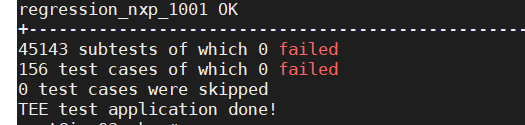 regression_nxp_1001 OK
+-----------------------------------------------------
45143 subtests of which 0 failed
156 test cases of which 0 failed
0 test cases were skipped
TEE test application done!